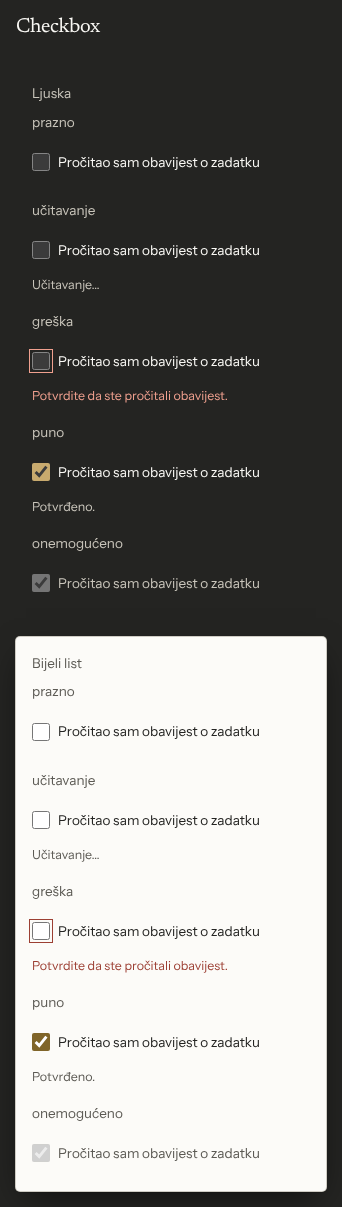 Checkbox
Ljuska
prazno
Pročitao sam obavijest o zadatku
učitavanje
Pročitao sam obavijest o zadatku
Učitavanje...
greška
Pročitao sam obavijest o zadatku
Potvrdite da ste pročitali obavijest.
puno
Pročitao sam obavijest o zadatku
Potvrđeno.
onemogućeno
Pročitao sam obavijest o zadatku
Bijeli list
prazno
Pročitao sam obavijest o zadatku
učitavanje
Pročitao sam obavijest o zadatku
Učitavanje...
greška
Pročitao sam obavijest o zadatku
Potvrdite da ste pročitali obavijest.
puno
Pročitao sam obavijest o zadatku
Potvrđeno.
onemogućeno
Pročitao sam obavijest o zadatku